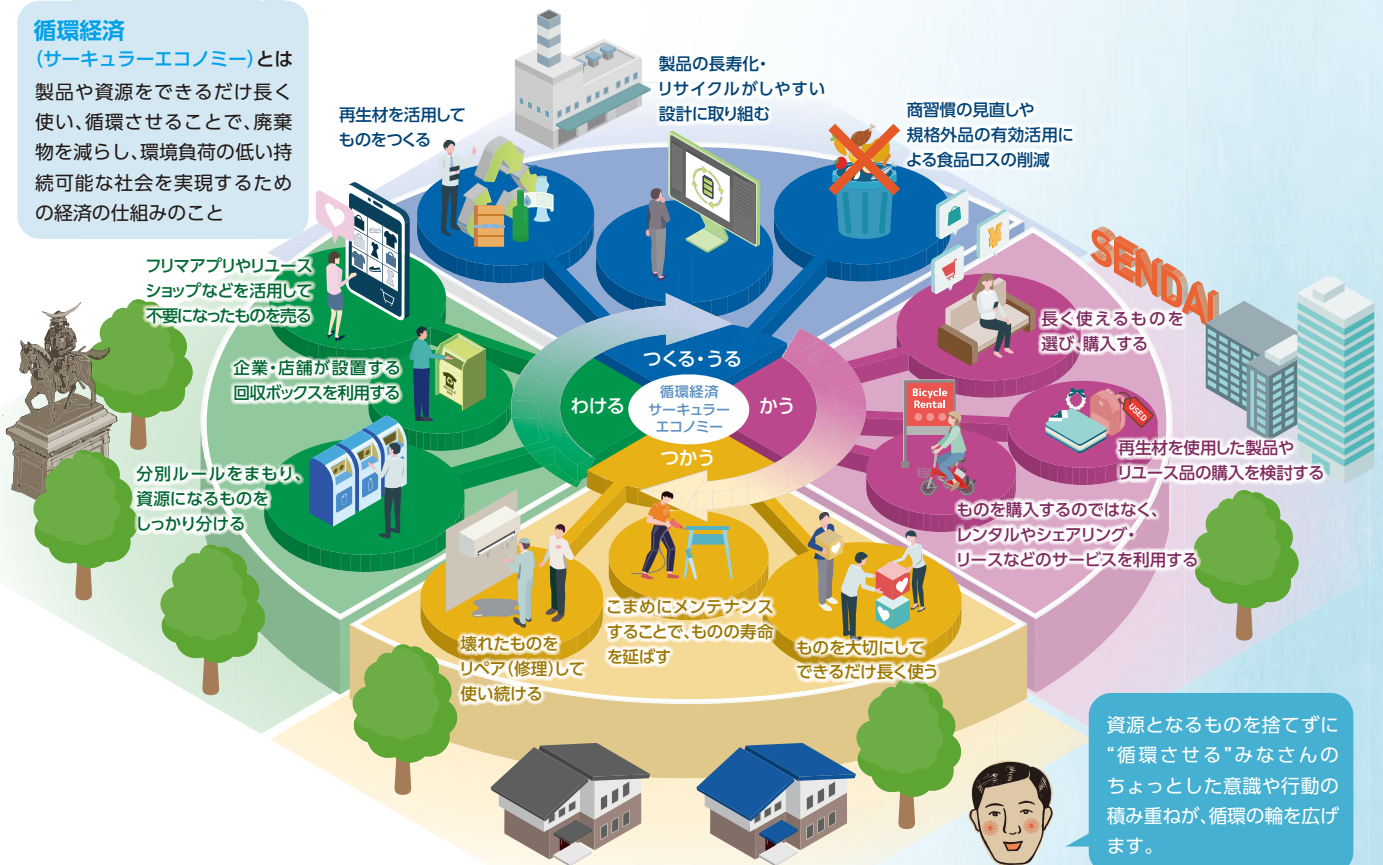 循環経済
(サーキュラーエコノミー)とは
製品や資源をできるだけ長く
使い、循環させることで、廃棄
物を減らし、環境負荷の低い持
続可能な社会を実現するため
の経済の仕組みのこと
再生材を活用して
ものをつくる
製品の長寿化・
リサイクルがしやすい
設計に取り組む
商習慣の見直しや
規格外品の有効活用に
よる食品ロスの削減
フリマアプリやリユース
ショップなどを活用して
不要になったものを売る
企業・店舗が設置する
回収ボックスを利用する
分別ルールをまもり、
資源になるものを
しっかり分ける
つくる・うる
わける
循環経済
サーキュラー
エコノミー
かう
つかう
¥
SENDAI
長く使えるものを
選び、購入する
Bicycle
Rental
USED
再生材を使用した製品や
リユース品の購入を検討する
ものを購入するのではなく、
レンタルやシェアリング・
リースなどのサービスを利用する
壊れたものを
リペア(修理)して
使い続ける
こまめにメンテナンス
することで、ものの寿命
を延ばす
ものを大切にして
できるだけ長く使う
資源となるものを捨てずに
“循環させる”みなさんの
ちょっとした意識や行動の
積み重ねが、循環の輪を広げ
ます。